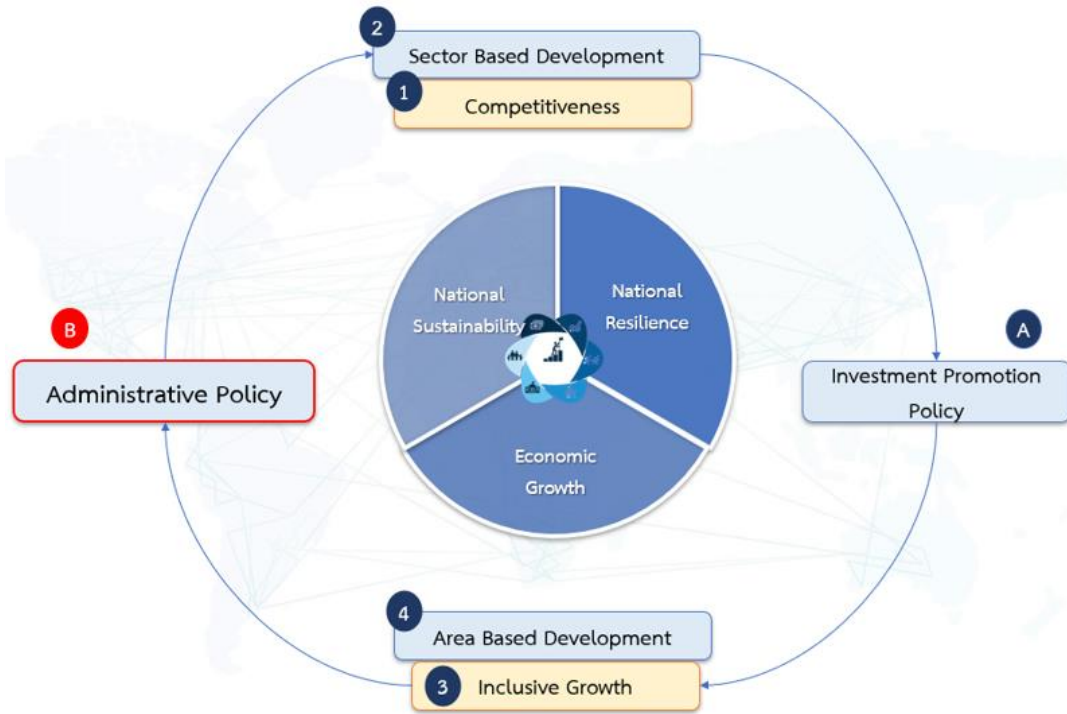 2
Sector Based Development
1
Competitiveness
National
Sustainability
National
Resilience
B
A
Administrative Policy
Investment Promotion
Policy
Economic
Growth
4
Area Based Development
3
Inclusive Growth